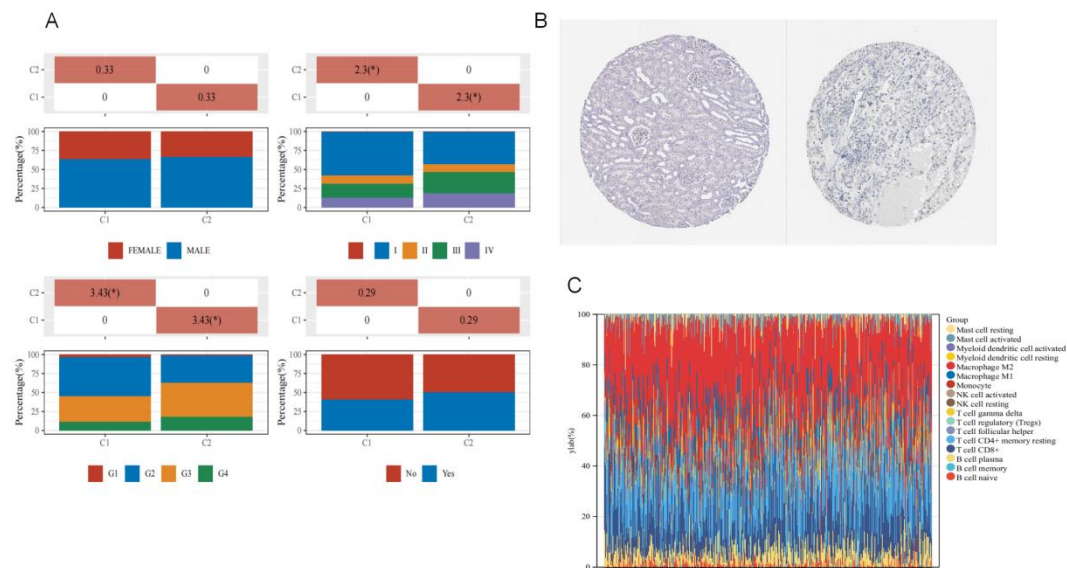 A
C2
0.33
0
C1
0
0.33
Percentage(%)
100
75
50
25
0
C1
C2
FEMALE
MALE
C2
2.3(*)
0
C1
0
2.3(*)
Percentage(%)
100
75
50
25
0
C1
C2
I
II
III
IV
C2
3.43(*)
0
C1
0
3.43(*)
Percentage(%)
100
75
50
25
0
C1
C2
G1
G2
G3
G4
C2
0.29
0
C1
0
0.29
Percentage(%)
100
75
50
25
0
C1
C2
No
Yes
B
C
ylab(%)
100
80
60
40
20
0
Group
Mast cell resting
Mast cell activated
Myeloid dendritic cell activated
Myeloid dendritic cell resting
Macrophage M2
Macrophage M1
Monocyte
NK cell activated
NK cell resting
T cell gamma delta
T cell regulatory (Tregs)
T cell follicular helper
T cell CD4+ memory resting
T cell CD8+
B cell plasma
B cell memory
B cell naive